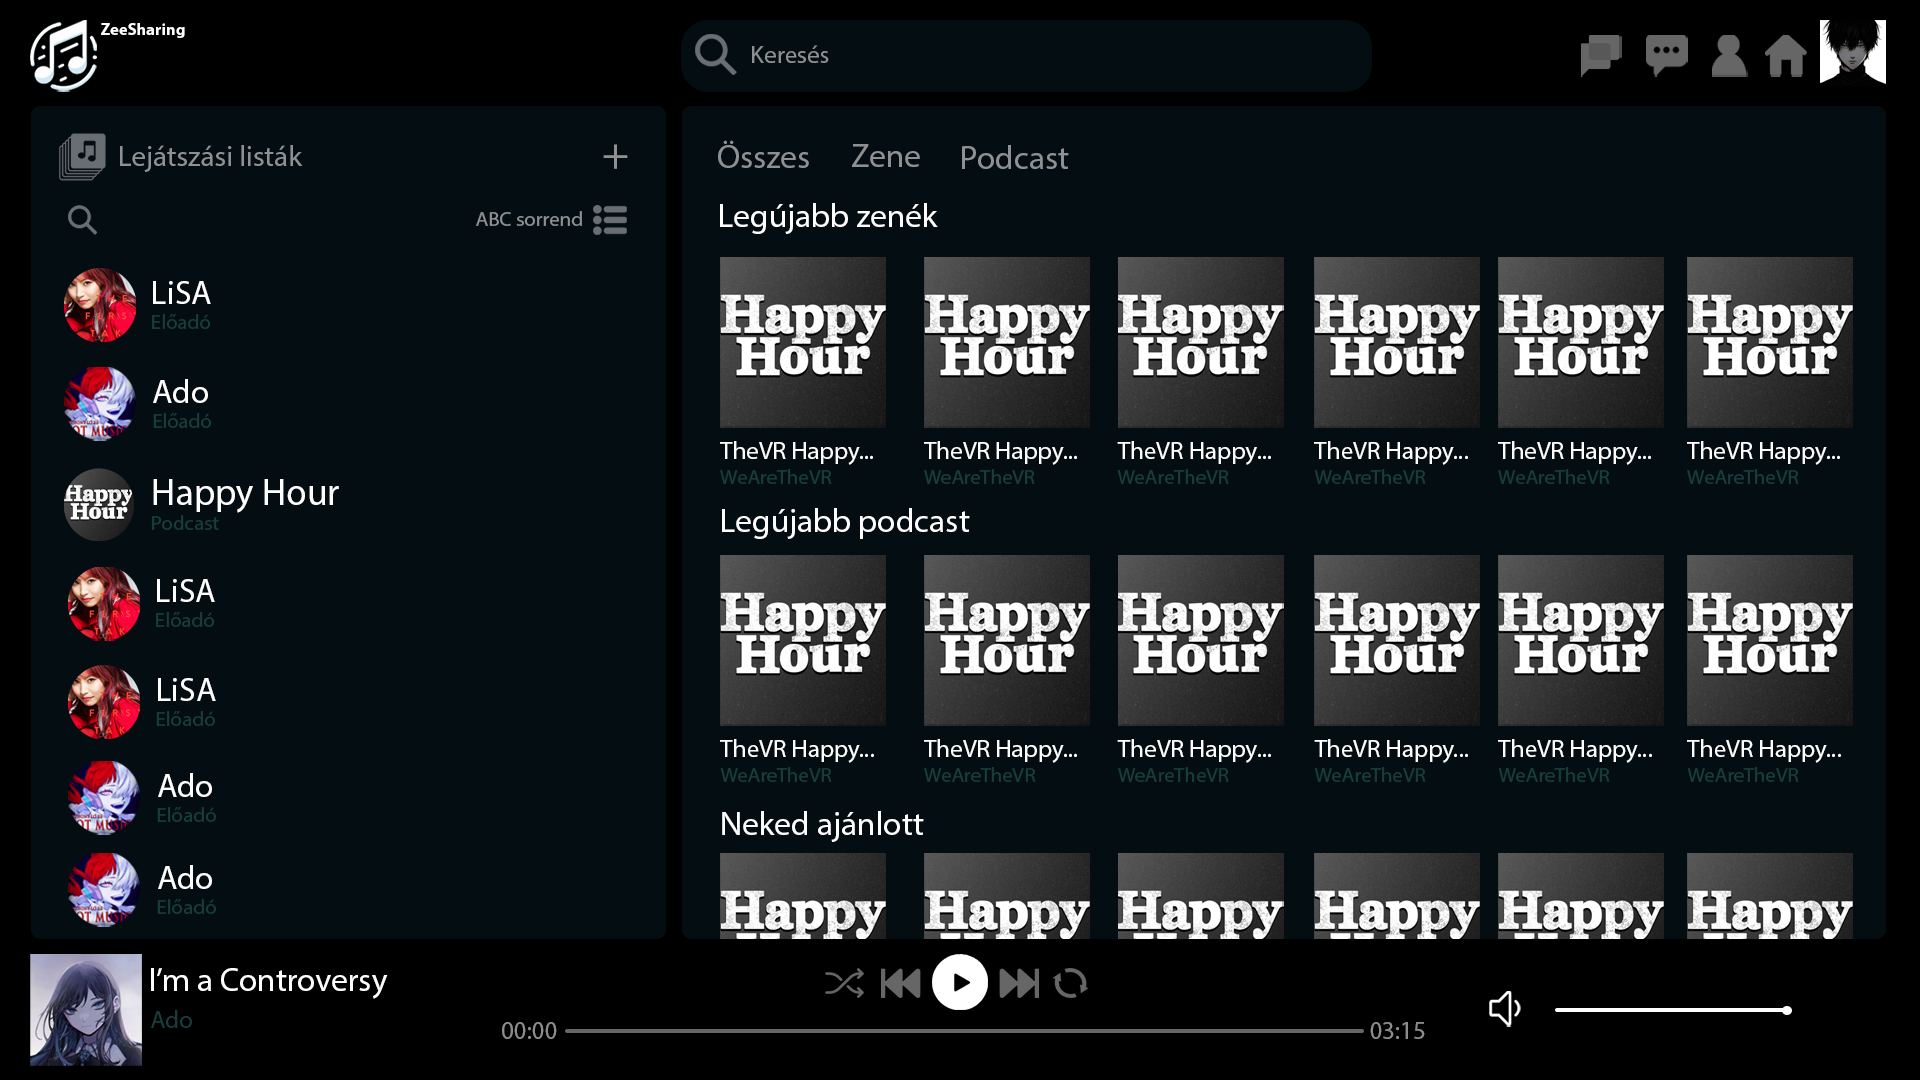 ZeeSharing
Keresés
Lejátszási listák
ABC sorrend
LiSA
Előadó
Ado
Előadó
Happy Hour
Happy Hour
Podcast
LiSA
Előadó
LiSA
Előadó
Ado
Előadó
Ado
Előadó
Összes Zene Podcast
Legújabb zenék
Happy Happy Happy Happy Happy Happy
Hour Hour Hour Hour Hour Hour
TheVR Happy... TheVR Happy... TheVR Happy... TheVR Happy... TheVR Happy... TheVR Happy...
WeAreTheVR WeAreTheVR WeAreTheVR WeAreTheVR WeAreTheVR WeAreTheVR
Legújabb podcast
Happy Happy Happy Happy Happy Happy
Hour Hour Hour Hour Hour Hour
TheVR Happy... TheVR Happy... TheVR Happy... TheVR Happy... TheVR Happy... TheVR Happy...
WeAreTheVR WeAreTheVR WeAreTheVR WeAreTheVR WeAreTheVR WeAreTheVR
Neked ajánlott
Happy Happy Happy Happy Happy Happy
I’m a Controversy
Ado
00:00 03:15